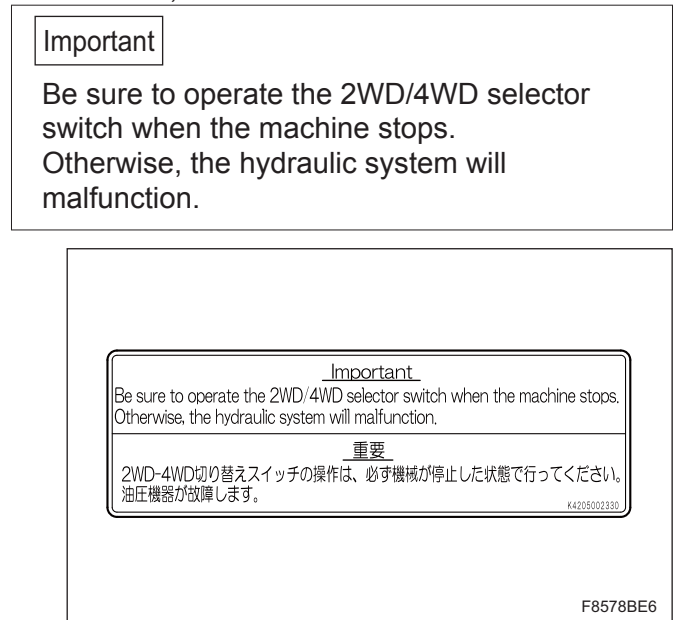 Important
Be sure to operate the 2WD/4WD selector
switch when the machine stops.
Otherwise, the hydraulic system will
malfunction.
Important
Be sure to operate the 2WD/4WD selector switch when the machine stops.
Otherwise, the hydraulic system will malfunction.
重要
2WD-4WD切り替えスイッチの操作は、必ず機械が停止した状態で行ってください。
油圧機器が故障します。
K4205002330
F8578BE6